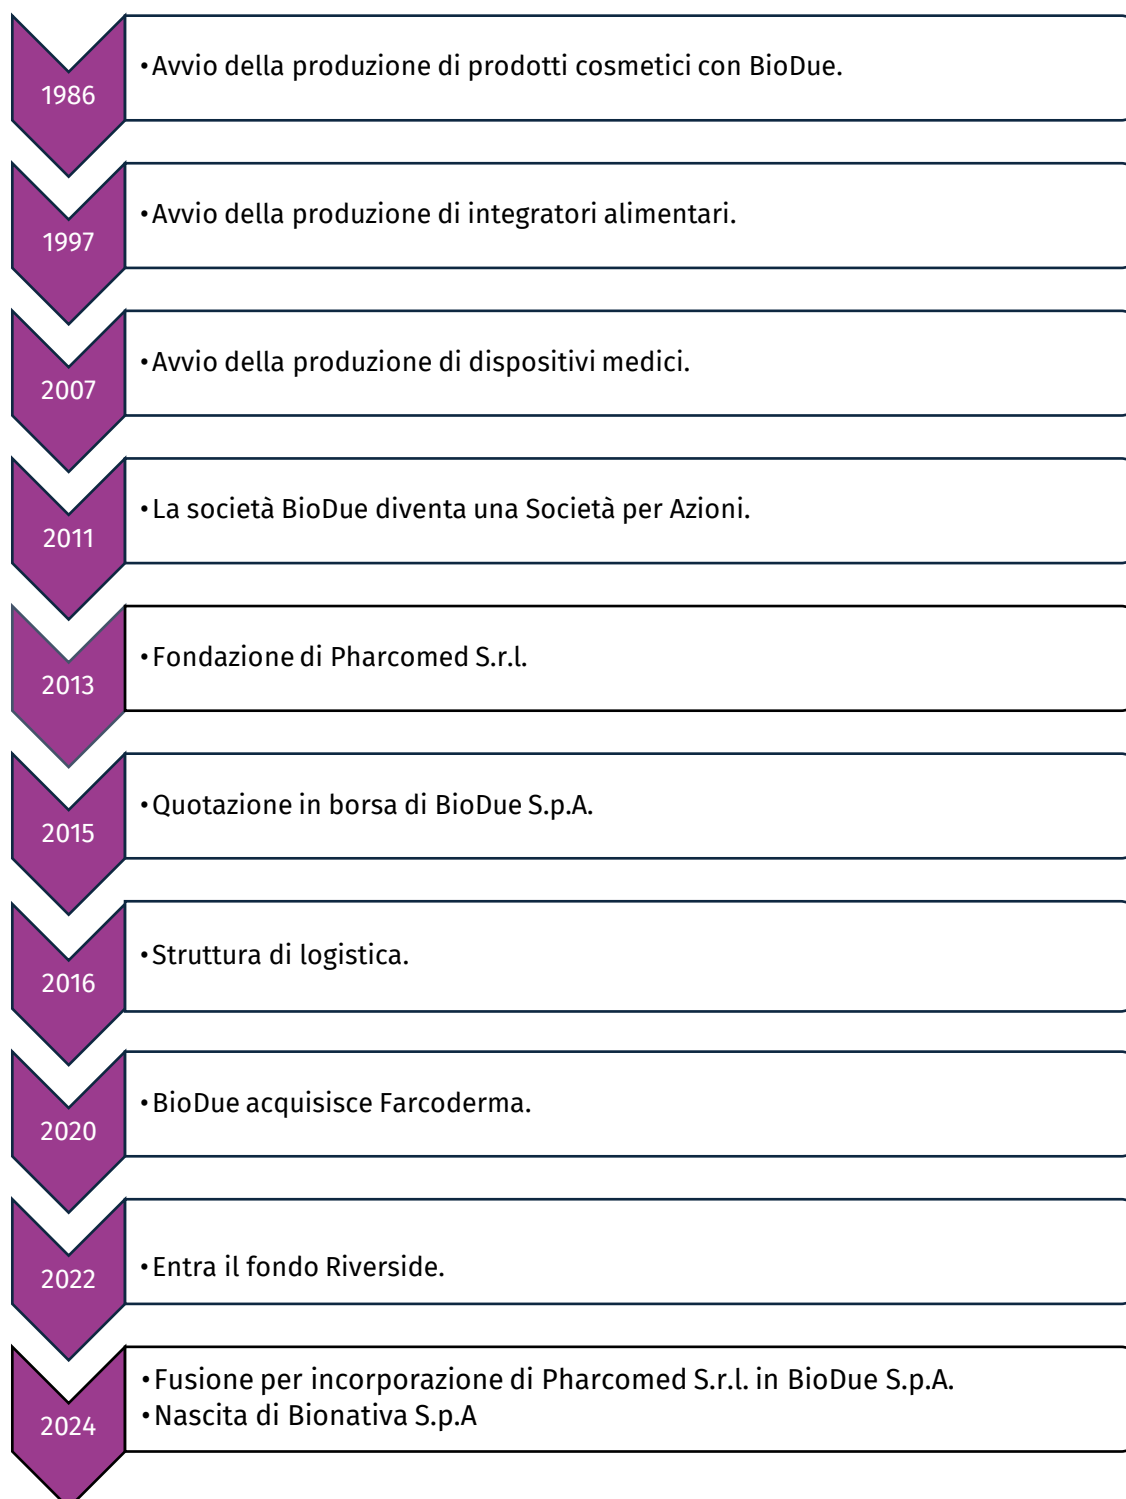 1986
•Avvio della produzione di prodotti cosmetici con BioDue.
1997
•Avvio della produzione di integratori alimentari.
2007
•Avvio della produzione di dispositivi medici.
2011
•La società BioDue diventa una Società per Azioni.
2013
•Fondazione di Pharcomed S.r.l.
2015
•Quotazione in borsa di BioDue S.p.A.
2016
•Struttura di logistica.
2020
•BioDue acquisisce Farcoderma.
2022
•Entra il fondo Riverside.
2024
•Fusione per incorporazione di Pharcomed S.r.l. in BioDue S.p.A.
•Nascita di Bionativa S.p.A